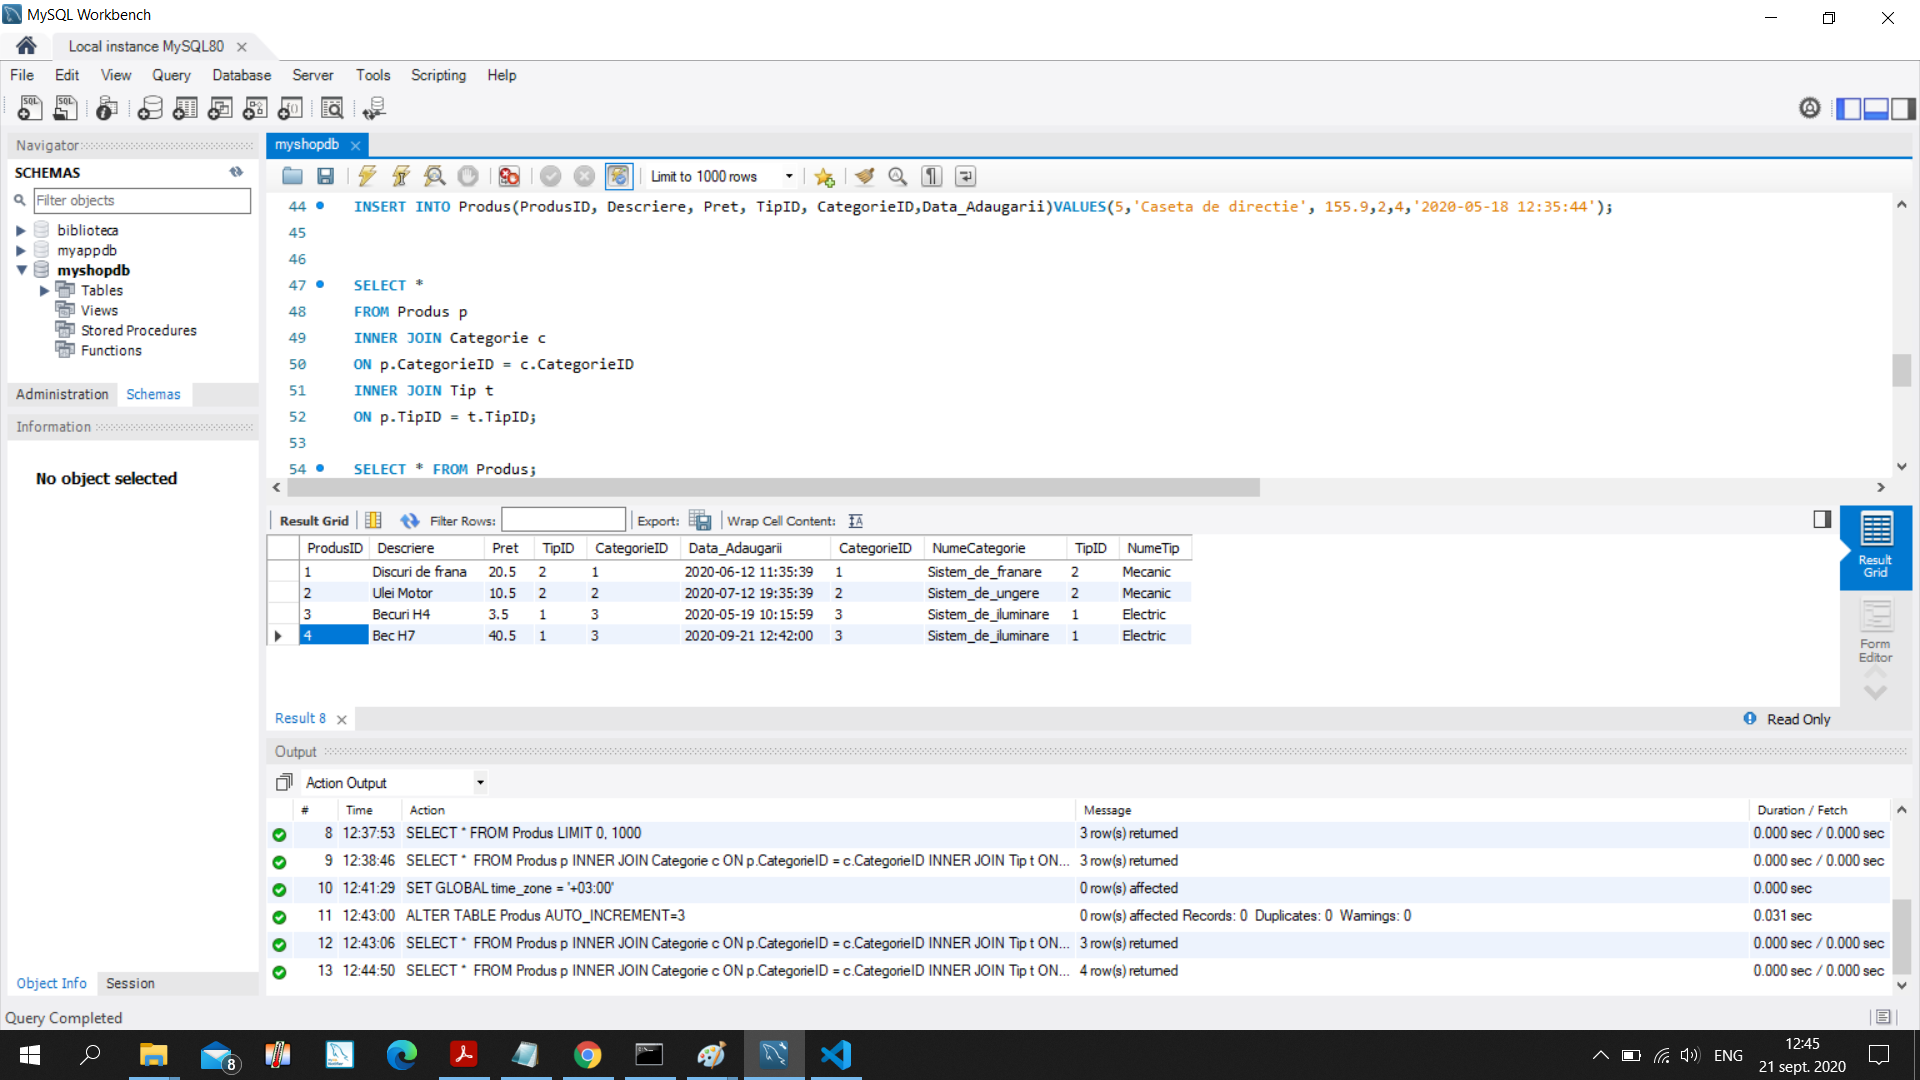 MySQL Workbench
Local instance MySQL80
File Edit View Query Database Server Tools Scripting Help
Navigator
SCHEMAS
Filter objects
biblioteca
myappdb
myshopdb
Tables
Views
Stored Procedures
Functions
Administration Schemas
Information
No object selected
Object Info Session
Query Completed
myshopdb
Limit to 1000 rows
44 INSERT INTO Produs(ProdusID, Descriere, Pret, TipID, CategorieID,Data_Adaugarii)VALUES(5,'Caseta de directie', 155.9,2,4,'2020-05-18 12:35:44');
45
46
47 SELECT *
48 FROM Produs p
49 INNER JOIN Categorie c
50 ON p.CategorieID = c.CategorieID
51 INNER JOIN Tip t
52 ON p.TipID = t.TipID;
53
54 SELECT * FROM Produs;
Result Grid Filter Rows: Export: Wrap Cell Content:
ProdusID Descriere Pret TipID CategorieID Data_Adaugarii CategorieID NumeCategorie TipID NumeTip
1 Discuri de frana 20.5 2 1 2020-06-12 11:35:39 1 Sistem_de_franare 2 Mecanic
2 Ulei Motor 10.5 2 2 2020-07-12 19:35:39 2 Sistem_de_ungere 2 Mecanic
3 Becuri H4 3.5 1 3 2020-05-19 10:15:59 3 Sistem_de_iluminare 1 Electric
4 Bec H7 40.5 1 3 2020-09-21 12:42:00 3 Sistem_de_iluminare 1 Electric
Result Grid
Form Editor
Result 8
Read Only
Output
Action Output
# Time Action Message Duration / Fetch
8 12:37:53 SELECT * FROM Produs LIMIT 0, 1000 3 row(s) returned 0.000 sec / 0.000 sec
9 12:38:46 SELECT * FROM Produs p INNER JOIN Categorie c ON p.CategorieID = c.CategorieID INNER JOIN Tip t ON... 3 row(s) returned 0.000 sec / 0.000 sec
10 12:41:29 SET GLOBAL time_zone = '+03:00' 0 row(s) affected 0.000 sec
11 12:43:00 ALTER TABLE Produs AUTO_INCREMENT=3 0 row(s) affected Records: 0 Duplicates: 0 Warnings: 0 0.031 sec
12 12:43:06 SELECT * FROM Produs p INNER JOIN Categorie c ON p.CategorieID = c.CategorieID INNER JOIN Tip t ON... 3 row(s) returned 0.000 sec / 0.000 sec
13 12:44:50 SELECT * FROM Produs p INNER JOIN Categorie c ON p.CategorieID = c.CategorieID INNER JOIN Tip t ON... 4 row(s) returned 0.000 sec / 0.000 sec
8
ENG
12:45
21 sept. 2020